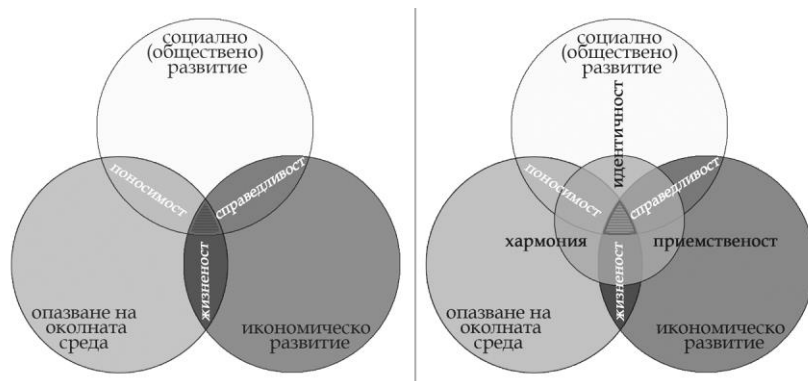 социално
(обществено)
развитие
поносимост
справедливост
жизненост
опазване на
околната
среда
икономическо
развитие
социално
(обществено)
развитие
идентичност
поносимост
справедливост
хармония
приемственост
жизненост
опазване на
околната
среда
икономическо
развитие